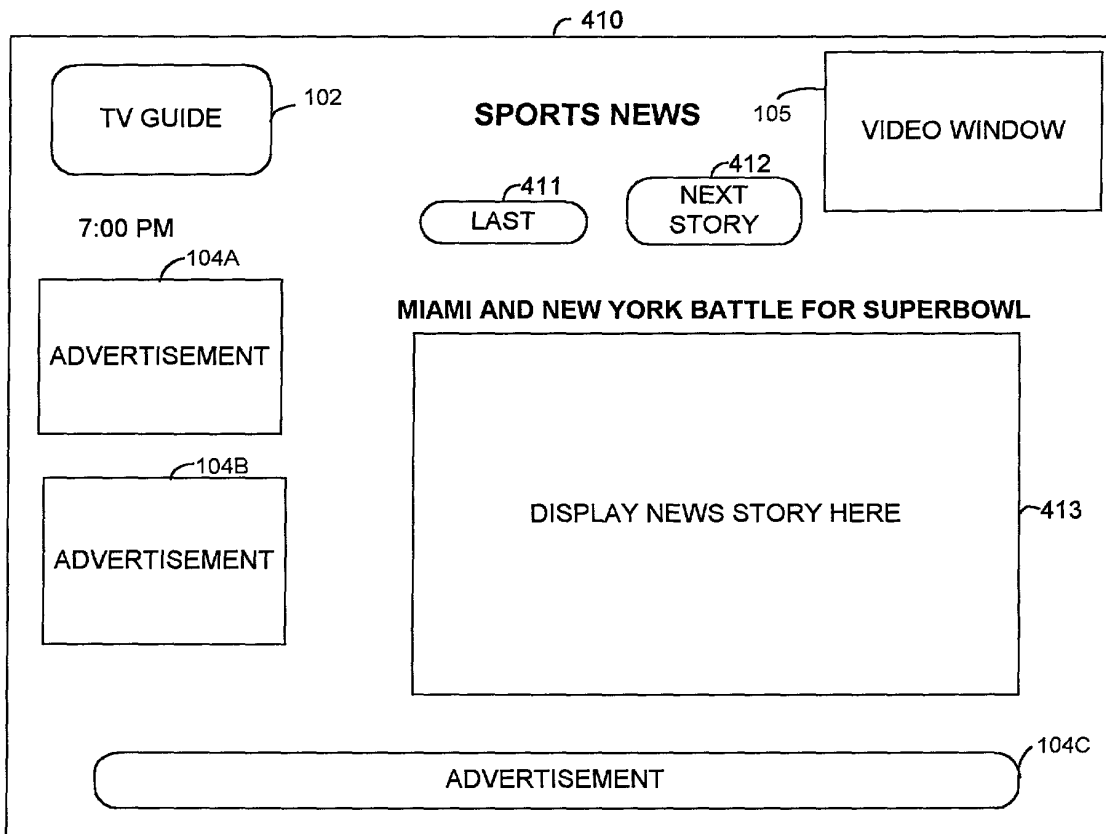 410
TV GUIDE
102
SPORTS NEWS
105
VIDEO WINDOW
411
LAST
412
NEXT
STORY
7:00 PM
104A
ADVERTISEMENT
MIAMI AND NEW YORK BATTLE FOR SUPERBOWL
104B
ADVERTISEMENT
DISPLAY NEWS STORY HERE
413
104C
ADVERTISEMENT